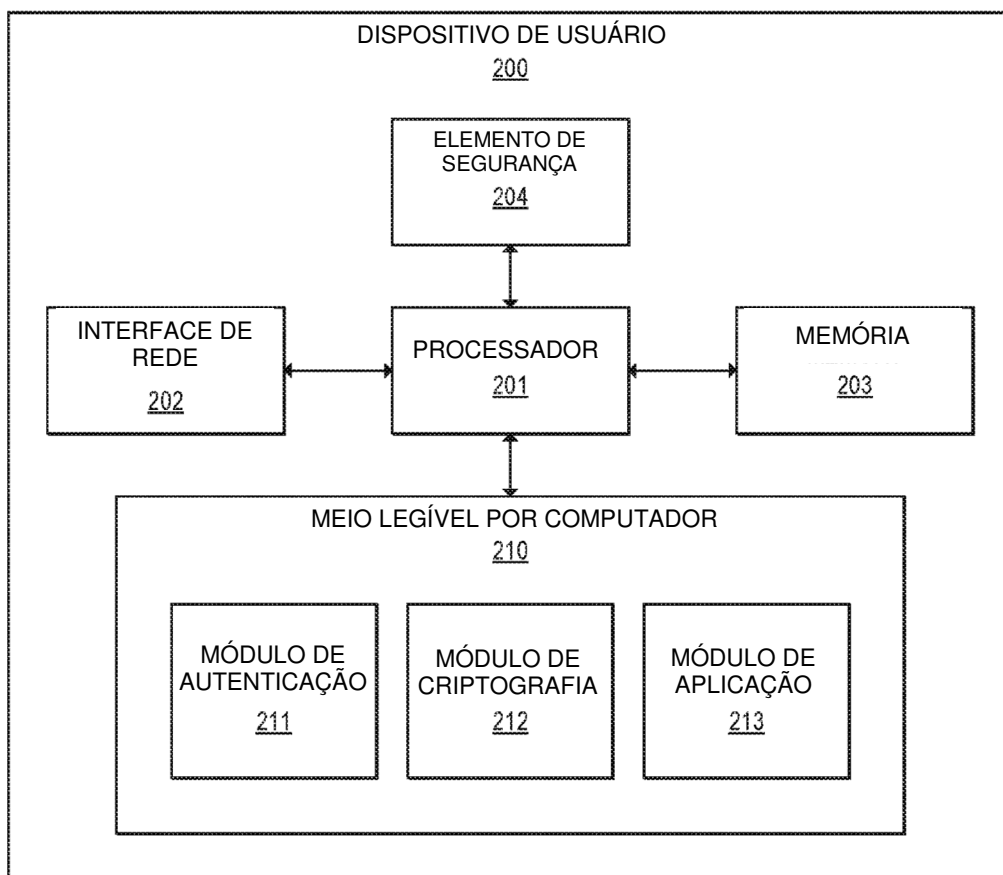 DISPOSITIVO DE USUÁRIO
200
ELEMENTO DE
SEGURANÇA
204
INTERFACE DE
REDE
202
PROCESSADOR
201
MEMÓRIA
203
MEIO LEGÍVEL POR COMPUTADOR
210
MÓDULO DE
AUTENTICAÇÃO
211
MÓDULO DE
CRIPTOGRAFIA
212
MÓDULO DE
APLICAÇÃO
213